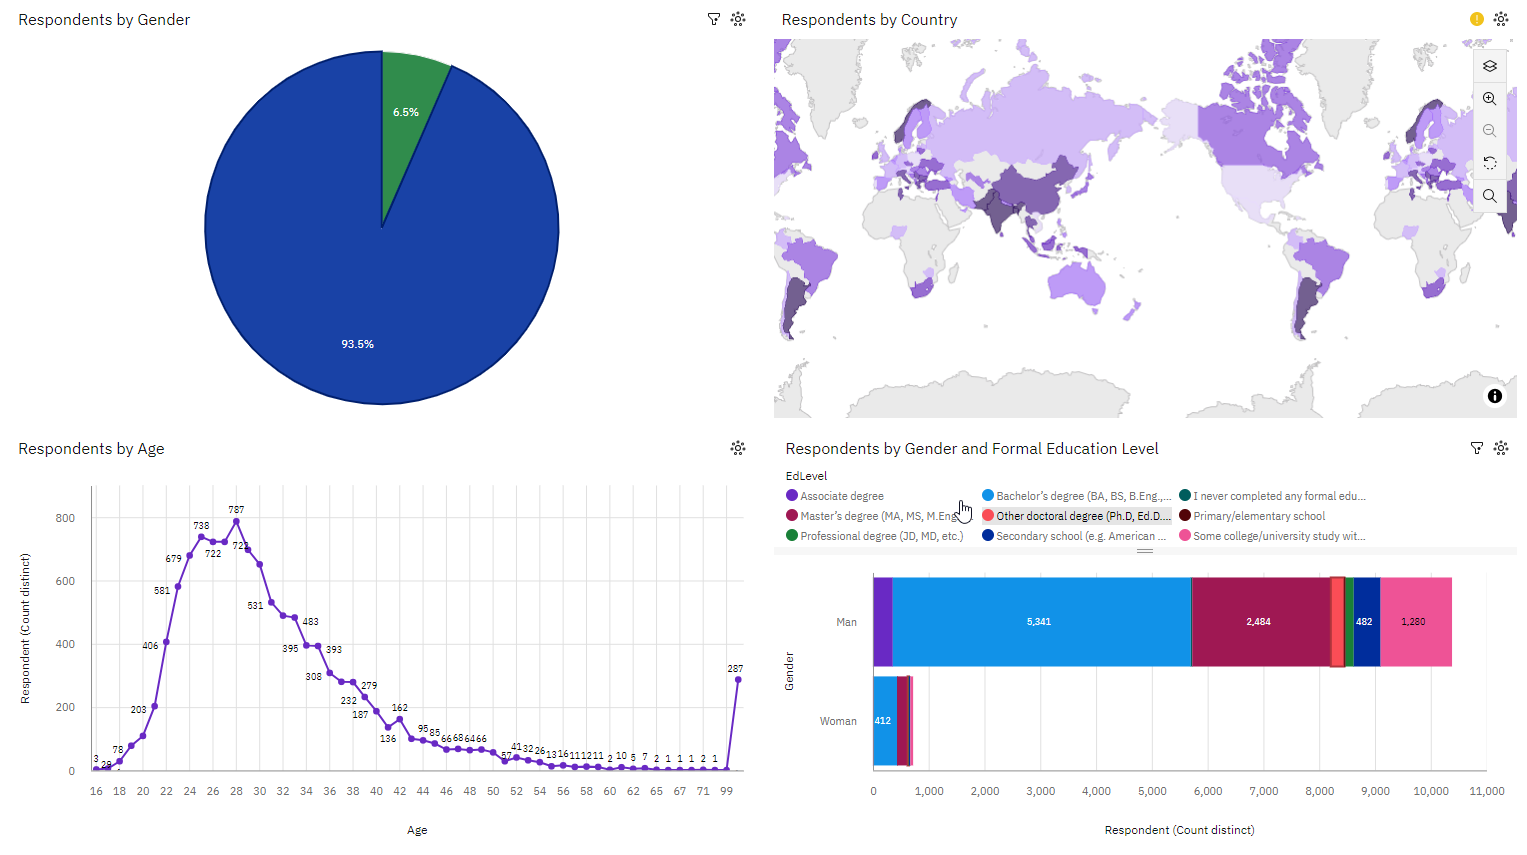 Respondents by Gender
6.5%
93.5%
Respondents by Country
Respondents by Age
Respondent (Count distinct)
800
600
400
200
0
3
29
78
203
406
581
679
738
722
787
722
531
483
395
393
308
279
232
187
162
136
95
85
66
68
64
66
57
41
32
26
13
16
11
12
11
2
10
5
7
2
1
1
1
2
1
287
16 18 20 22 24 26 28 30 32 34 36 38 40 42 44 46 48 50 52 54 56 58 60 62 65 67 71 99
Age
Respondents by Gender and Formal Education Level
EdLevel
Associate degree
Bachelor's degree (BA, BS, B.Eng.,...
I never completed any formal edu...
Master's degree (MA, MS, M.Eng
Other doctoral degree (Ph.D, Ed.D....
Primary/elementary school
Professional degree (JD, MD, etc.)
Secondary school (e.g. American ...
Some college/university study wit...
Gender
Man
5,341
2,484
482
1,280
Woman
412
0 1,000 2,000 3,000 4,000 5,000 6,000 7,000 8,000 9,000 10,000 11,000
Respondent (Count distinct)